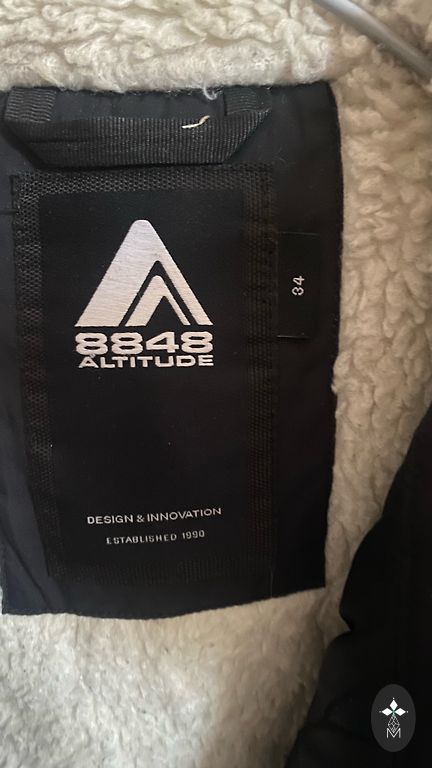 34
8848
ALTITUDE
DESIGN & INNOVATION
ESTABLISHED 1990
M